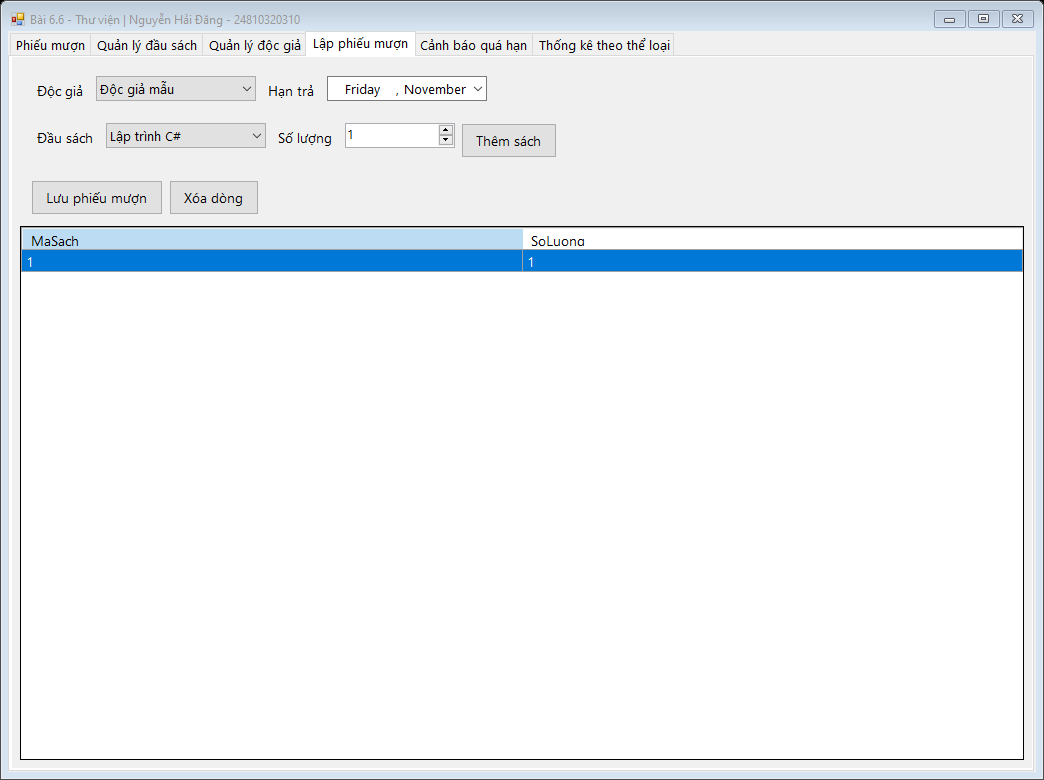 Bài 6.6 - Thư viện | Nguyễn Hải Đăng - 24810320310
Phiếu mượn Quản lý đầu sách Quản lý độc giả Lập phiếu mượn Cảnh báo quá hạn Thống kê theo thể loại
Độc giả Độc giả mẫu Hạn trả Friday , November
Đầu sách Lập trình C# Số lượng 1 Thêm sách
Lưu phiếu mượn Xóa dòng
MaSach SoLuong
1 1